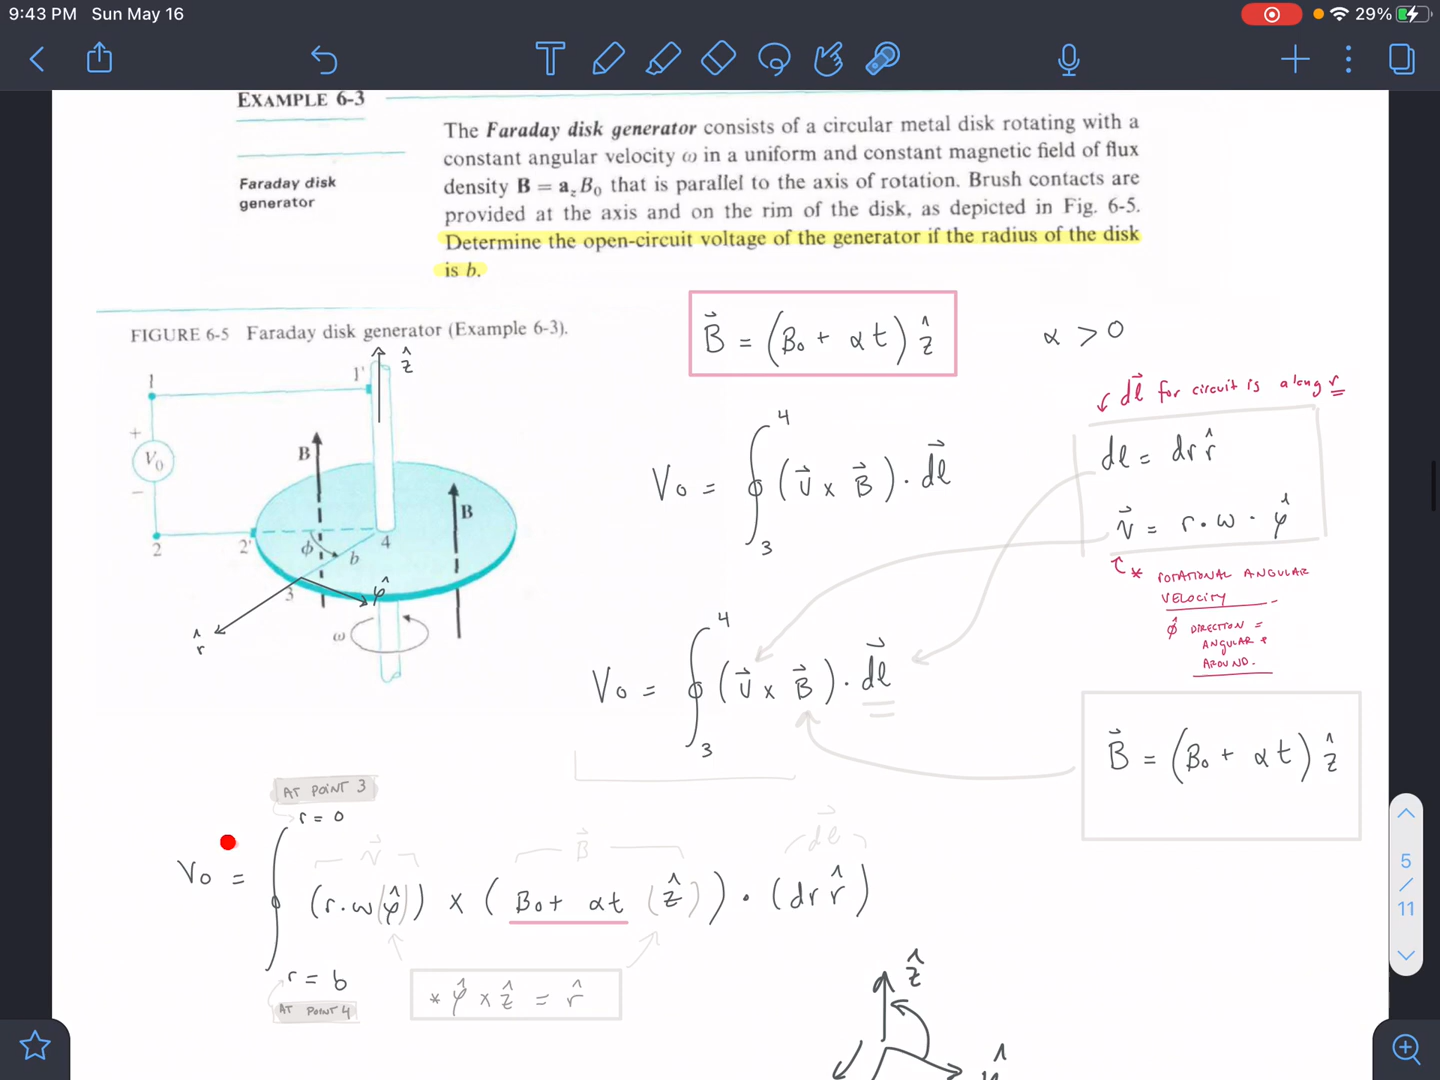 9:43 PM Sun May 16
29%
EXAMPLE 6-3
Faraday disk
generator
The Faraday disk generator consists of a circular metal disk rotating with a
constant angular velocity ω in a uniform and constant magnetic field of flux
density B = a_z B₀ that is parallel to the axis of rotation. Brush contacts are
provided at the axis and on the rim of the disk, as depicted in Fig. 6-5.
Determine the open-circuit voltage of the generator if the radius of the disk
is b.
FIGURE 6-5 Faraday disk generator (Example 6-3).
ẑ
1
1'
+
V₀
−
B
B
2
2'
ϕ
b
4
3
φ̂
r̂
ω
B⃗ = (B₀ + αt) ẑ
α > 0
dl⃗ for circuit is along r
V₀ = ∮₃⁴ (v⃗ × B⃗) · dl⃗
dl = dr r̂
v⃗ = r · ω · φ̂
* ROTATIONAL ANGULAR
VELOCITY
ϕ̂ DIRECTION =
ANGULAR +
AROUND.
V₀ = ∮₃⁴ (v⃗ × B⃗) · dl⃗
B⃗ = (B₀ + αt) ẑ
AT POINT 3
r = 0
v⃗
B⃗
dl⃗
V₀ = ∮ (r·ω(φ̂)) × (B₀ + αt (ẑ)) · (dr r̂)
r = b
AT POINT 4
* φ̂ × ẑ = r̂
ẑ
5
/
11